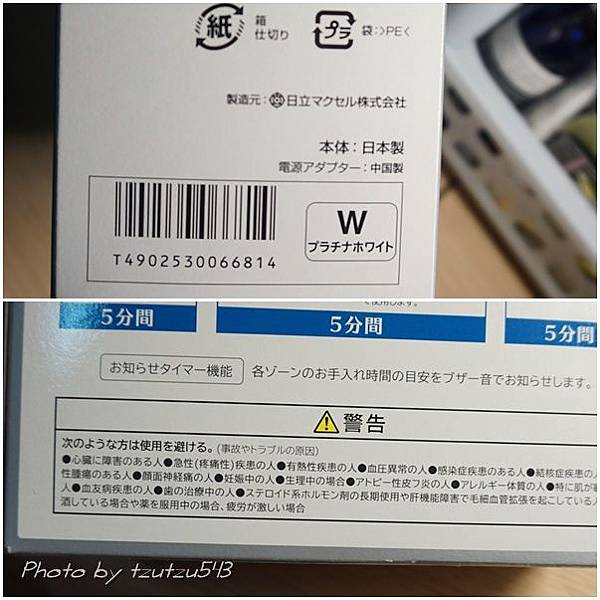 紙
箱
仕切り
プラ
袋:>PE<
製造元:日立マクセル株式会社
本体:日本製
電源アダプター:中国製
T4902530066814
W
プラチナホワイト
5分間
5分間
5分間
お知らせタイマー機能 各ゾーンのお手入れ時間の目安をブザー音でお知らせします。
警告
次のような方は使用を避ける。(事故やトラブルの原因)
●心臓に障害のある人●急性(疼痛性)疾患の人●有熱性疾患の人●血圧異常の人●感染症疾患のある人●結核症疾患の人
性腫瘍のある人●顔面神経痛の人●妊娠中の人●生理中の場合●アトピー性皮フ炎の人●アレルギー体質の人●特に肌が
人●血友病疾患の人●歯の治療中の人●ステロイド系ホルモン剤の長期使用や肝機能障害で毛細血管拡張を起こしている人
酒している場合や薬を服用中の場合、疲労が激しい場合
Photo by tzutzu543